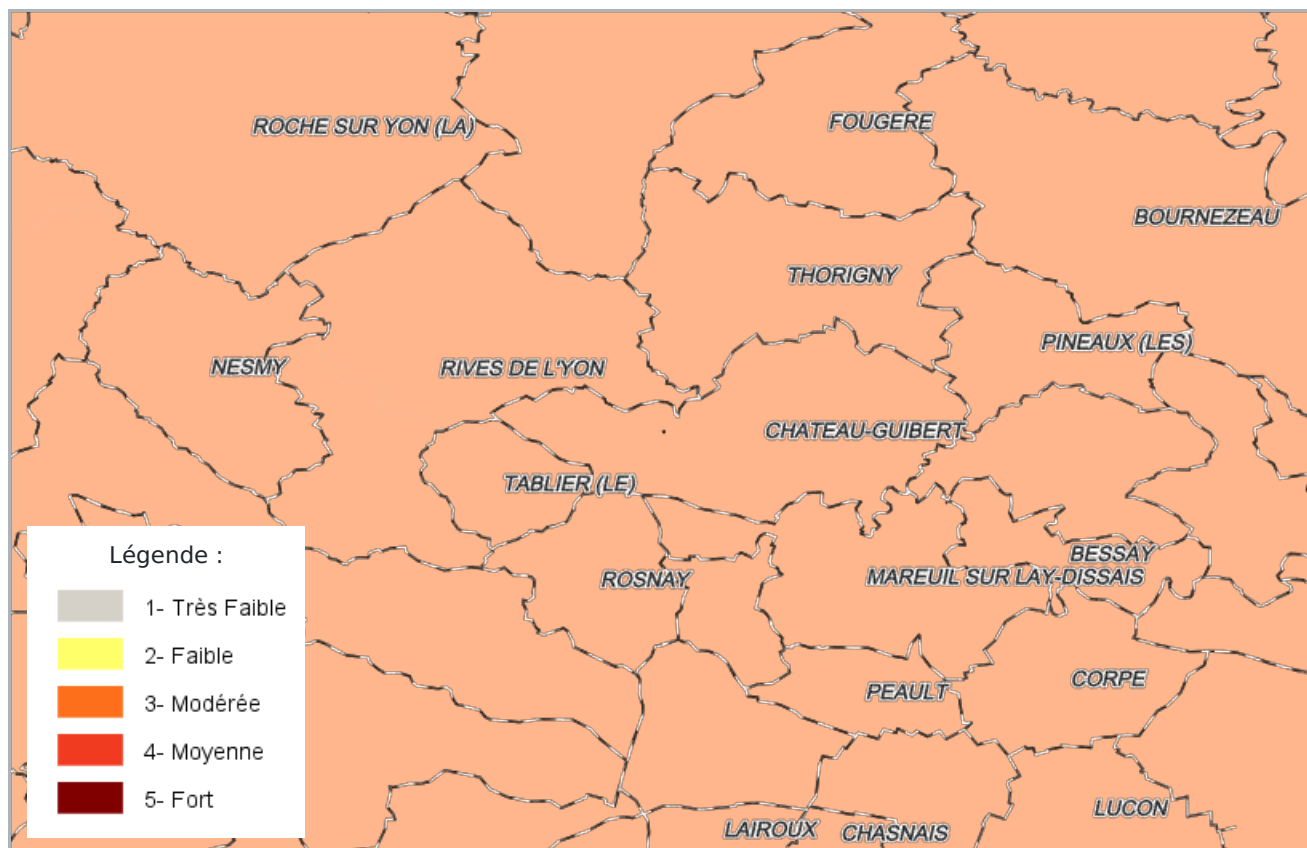 ROCHE SUR YON (LA)
FOUGERE
BOURNEZEAU
THORIGNY
PINEAUX (LES)
NESMY
RIVES DE L'YON
CHATEAU-GUIBERT
TABLIER (LE)
BESSAY
ROSNAY
MAREUIL SUR LAY-DISSAIS
PEAULT
CORPE
LUCON
LAIROUX
CHASNAIS
Légende :
1- Très Faible
2- Faible
3- Modérée
4- Moyenne
5- Fort